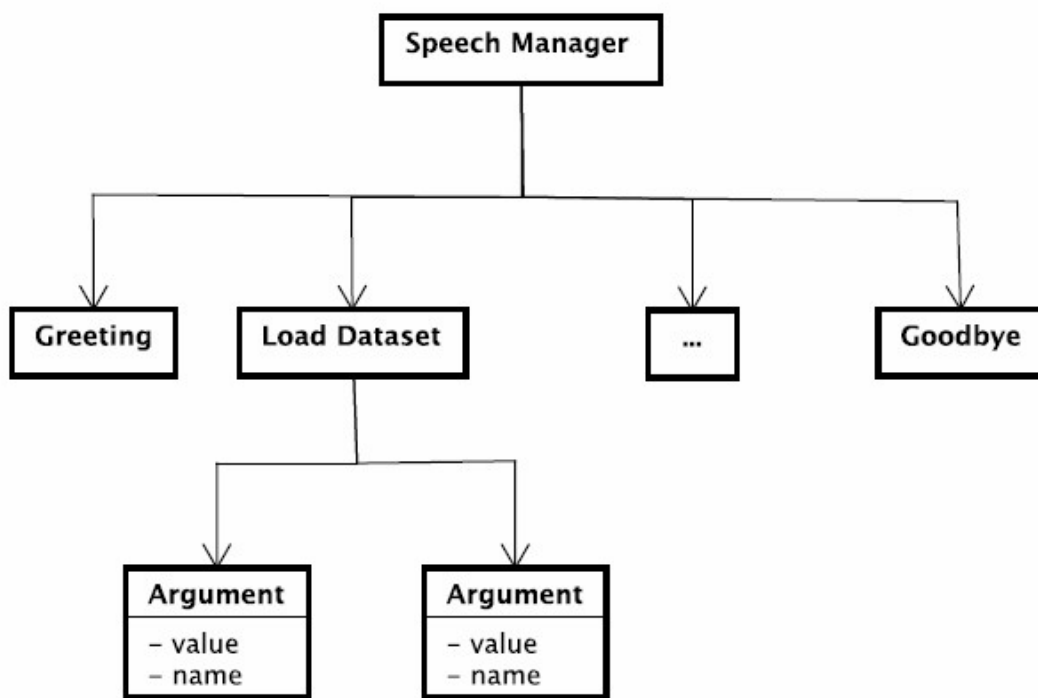 Speech Manager
Greeting
Load Dataset
...
Goodbye
Argument
– value
– name
Argument
– value
– name